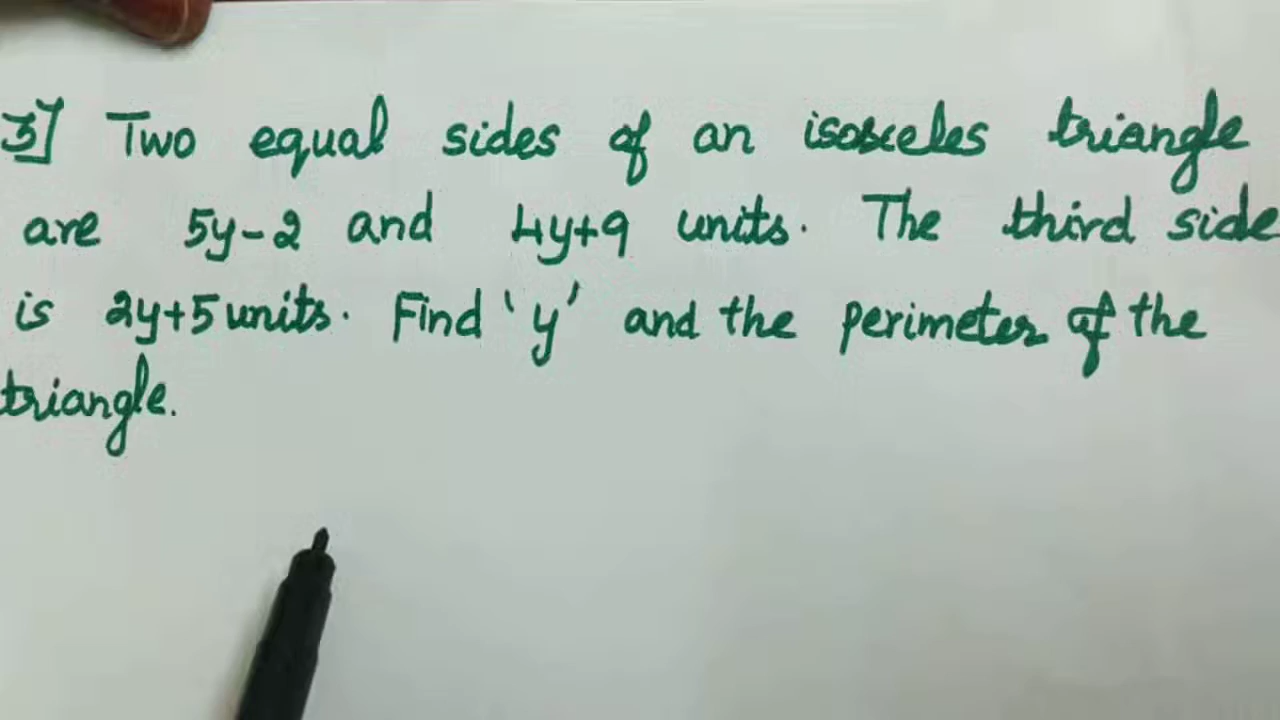 3] Two equal sides of an isosceles triangle
are 5y-2 and 4y+9 units. The third side
is 2y+5 units. Find 'y' and the perimeter of the
triangle.